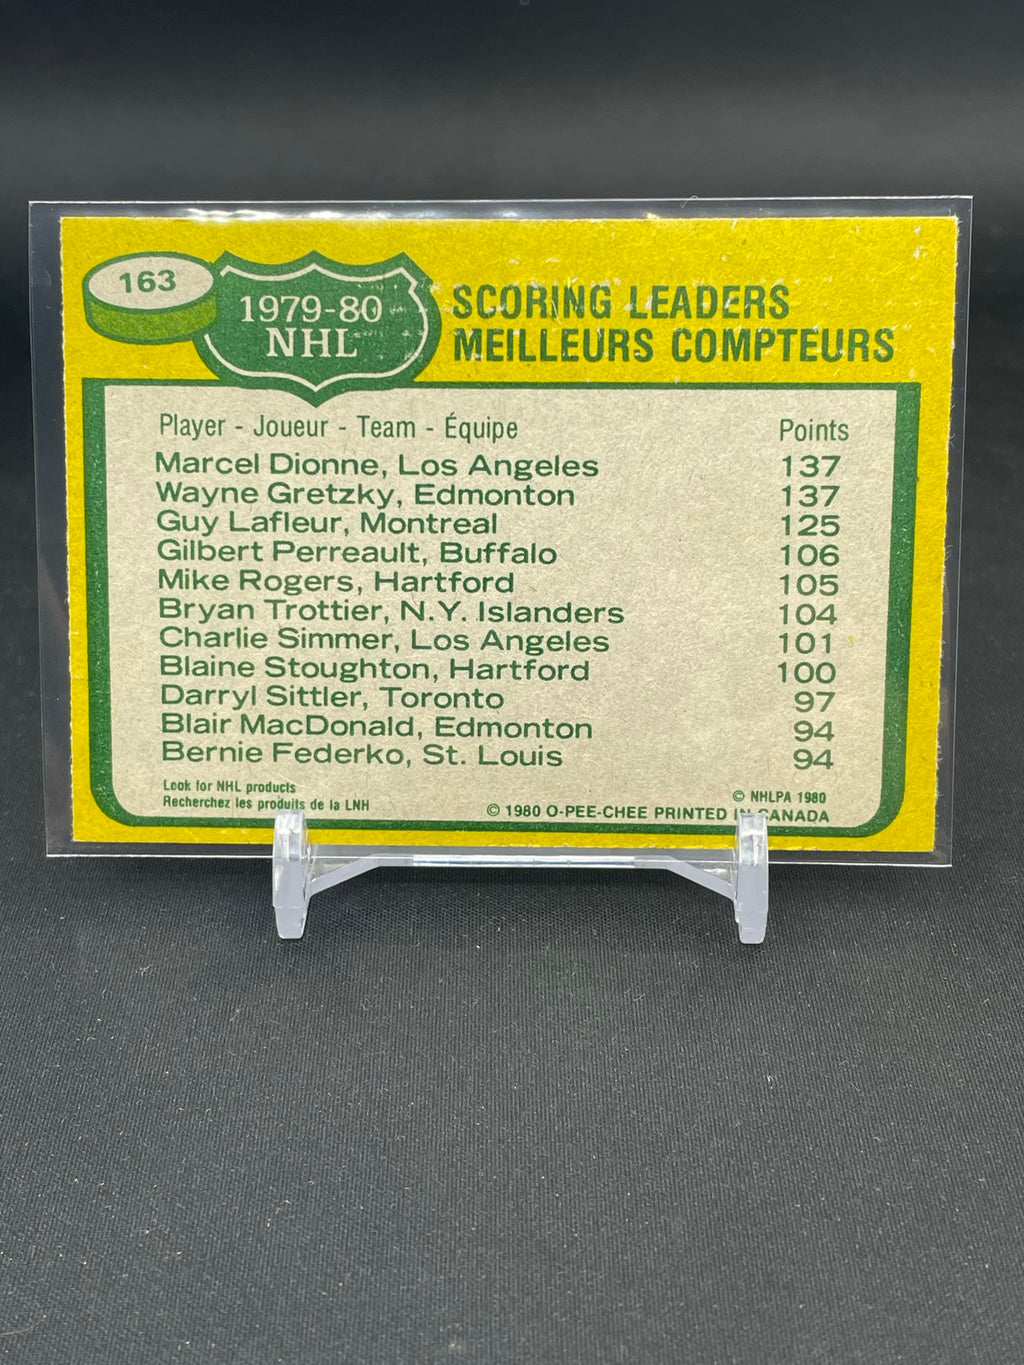 163
1979-80
NHL
SCORING LEADERS
MEILLEURS COMPTEURS
Player - Joueur - Team - Équipe Points
Marcel Dionne, Los Angeles 137
Wayne Gretzky, Edmonton 137
Guy Lafleur, Montreal 125
Gilbert Perreault, Buffalo 106
Mike Rogers, Hartford 105
Bryan Trottier, N.Y. Islanders 104
Charlie Simmer, Los Angeles 101
Blaine Stoughton, Hartford 100
Darryl Sittler, Toronto 97
Blair MacDonald, Edmonton 94
Bernie Federko, St. Louis 94
Look for NHL products
Recherchez les produits de la LNH
© NHLPA 1980
© 1980 O-PEE-CHEE PRINTED IN CANADA